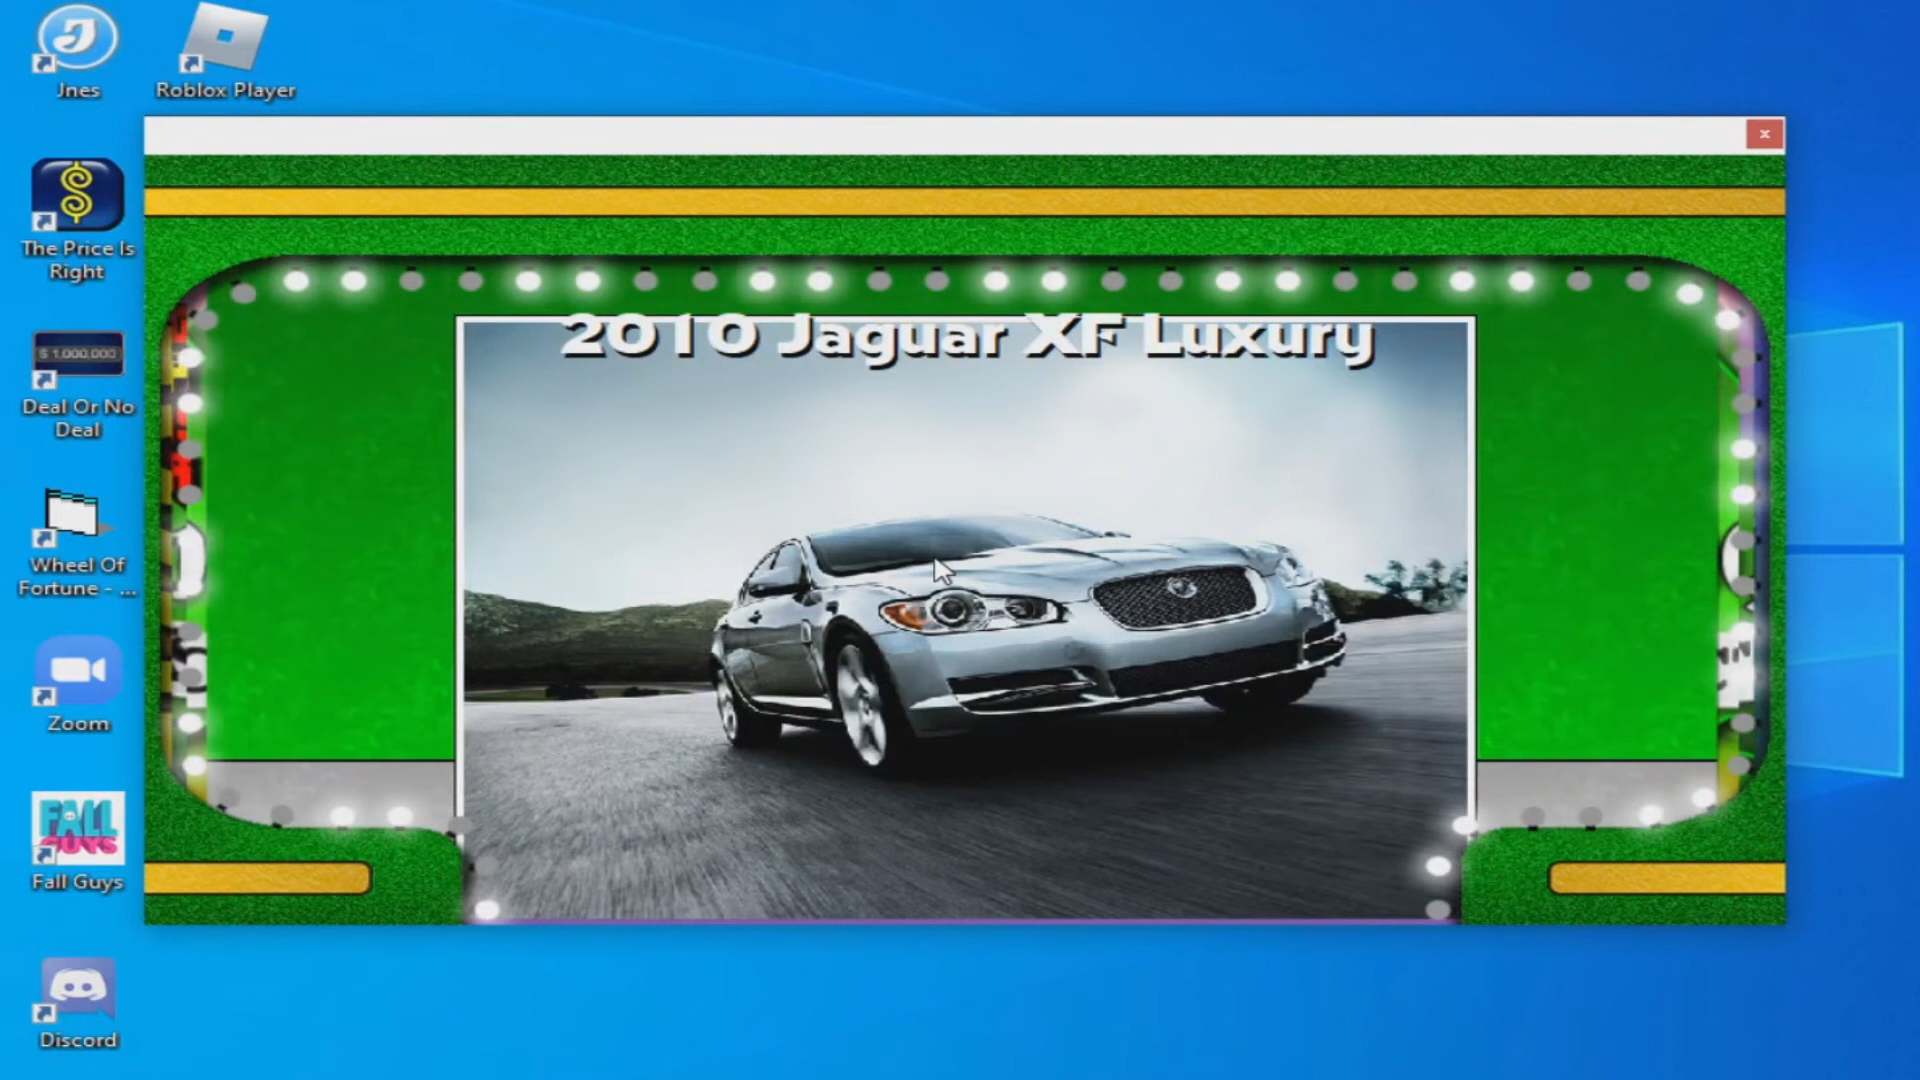 Jnes
Roblox Player
The Price Is
Right
$ 1.000,000
Deal Or No
Deal
Wheel Of
Fortune - ...
Zoom
FALL
GUYS
Fall Guys
Discord
x
2010 Jaguar XF Luxury